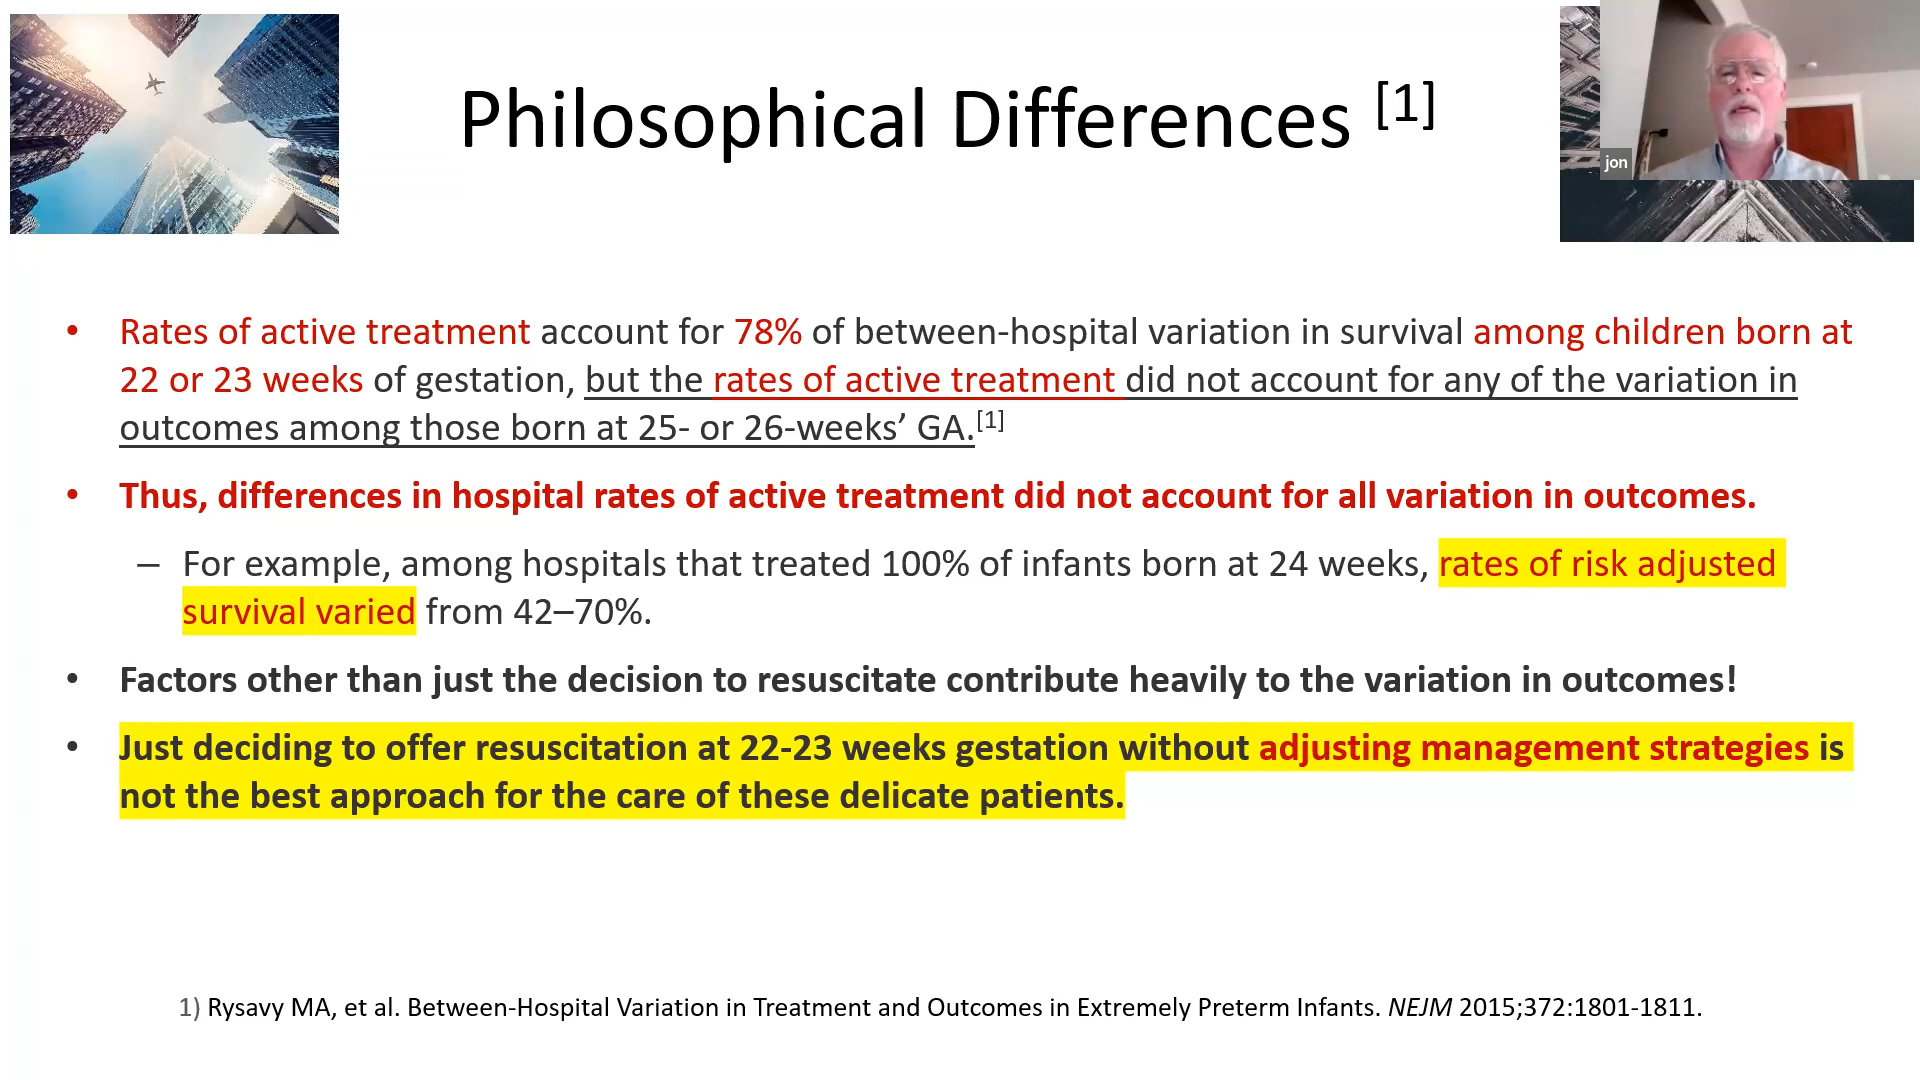 Philosophical Differences [1]
jon
• Rates of active treatment account for 78% of between-hospital variation in survival among children born at
22 or 23 weeks of gestation, but the rates of active treatment did not account for any of the variation in
outcomes among those born at 25- or 26-weeks’ GA.[1]
• Thus, differences in hospital rates of active treatment did not account for all variation in outcomes.
– For example, among hospitals that treated 100% of infants born at 24 weeks, rates of risk adjusted
survival varied from 42–70%.
• Factors other than just the decision to resuscitate contribute heavily to the variation in outcomes!
• Just deciding to offer resuscitation at 22-23 weeks gestation without adjusting management strategies is
not the best approach for the care of these delicate patients.
1) Rysavy MA, et al. Between-Hospital Variation in Treatment and Outcomes in Extremely Preterm Infants. NEJM 2015;372:1801-1811.